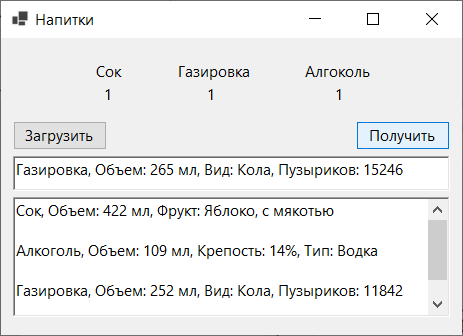 Напитки
Сок Газировка Алгоколь
1 1 1
Загрузить Получить
Газировка, Объем: 265 мл, Вид: Кола, Пузыриков: 15246
Сок, Объем: 422 мл, Фрукт: Яблоко, с мякотью
Алкоголь, Объем: 109 мл, Крепость: 14%, Тип: Водка
Газировка, Объем: 252 мл, Вид: Кола, Пузыриков: 11842